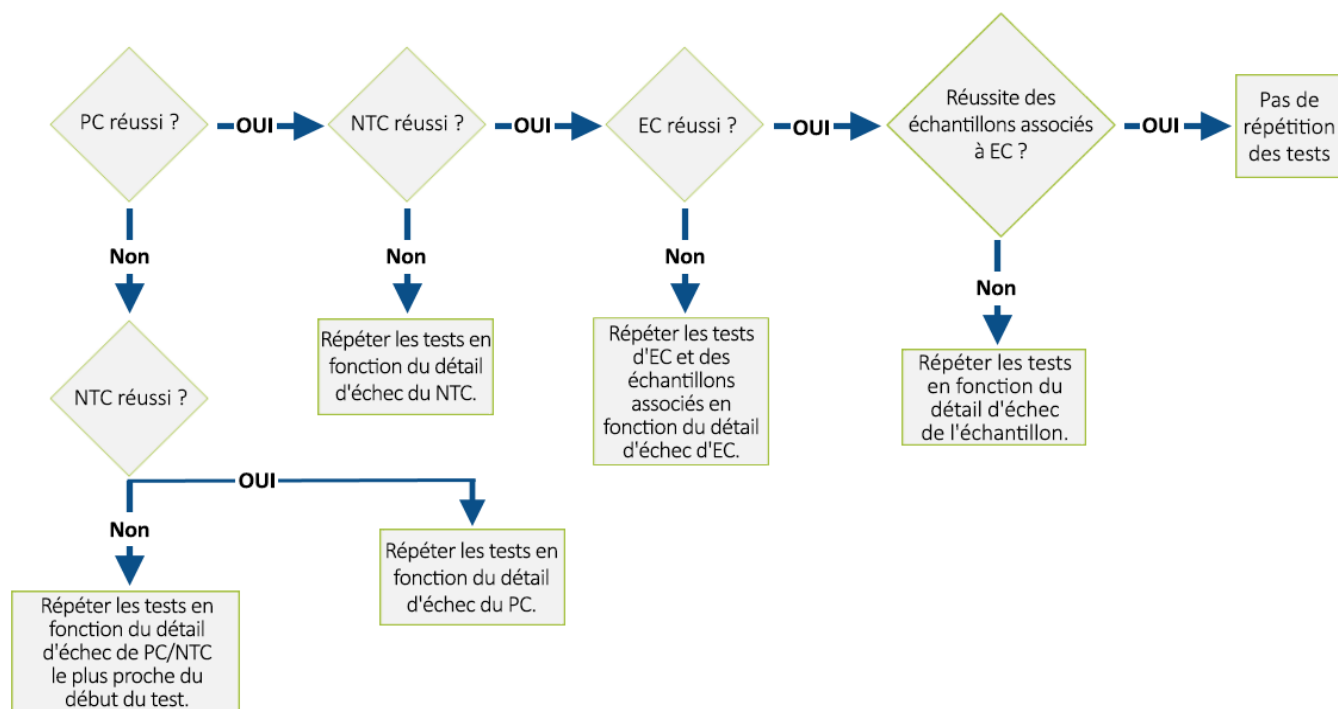 PC réussi ?
OUI
NTC réussi ?
OUI
EC réussi ?
OUI
Réussite des
échantillons associés
à EC ?
OUI
Pas de
répétition
des tests
Non
Non
Non
Non
NTC réussi ?
Répéter les tests en
fonction du détail
d'échec du NTC.
Répéter les tests
d'EC et des
échantillons
associés en
fonction du détail
d'échec d'EC.
Répéter les tests
en fonction du
détail d'échec
de l'échantillon.
OUI
Non
Répéter les tests en
fonction du détail
d'échec du PC.
Répéter les tests en
fonction du détail
d'échec de PC/NTC
le plus proche du
début du test.